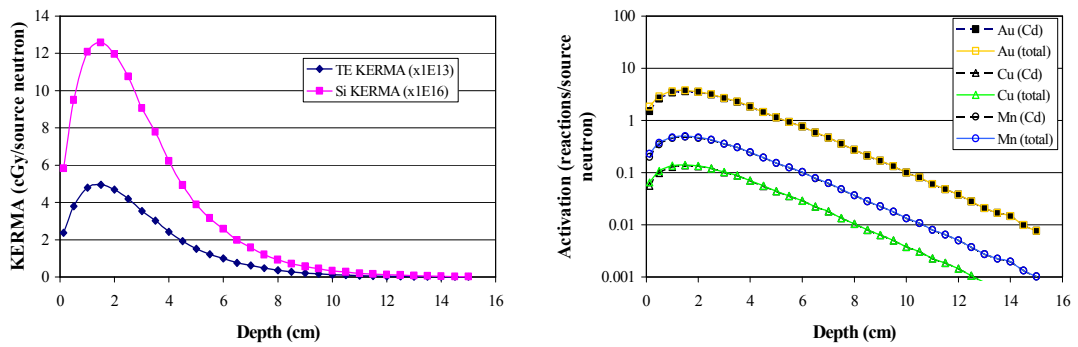 KERMA (cGy/source neutron)
14
12
10
8
6
4
2
0
0 2 4 6 8 10 12 14 16
Depth (cm)
TE KERMA (x1E13)
Si KERMA (x1E16)
Activation (reactions/source
neutron)
100
10
1
0.1
0.01
0.001
0 2 4 6 8 10 12 14 16
Depth (cm)
Au (Cd)
Au (total)
Cu (Cd)
Cu (total)
Mn (Cd)
Mn (total)